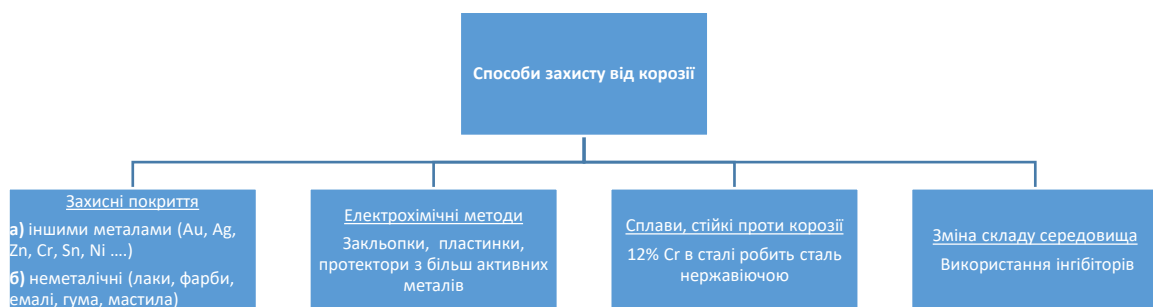 Способи захисту від корозії
Захисні покриття
а) іншими металами (Au, Ag,
Zn, Cr, Sn, Ni ....)
б) неметалічні (лаки, фарби,
емалі, гума, мастила)
Електрохімічні методи
Закльопки, пластинки,
протектори з більш активних
металів
Сплави, стійкі проти корозії
12% Cr в сталі робить сталь
нержавіючою
Зміна складу середовища
Використання інгібіторів